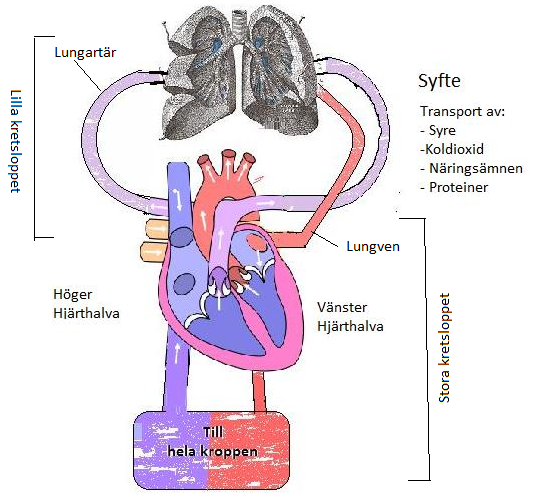 Lungartär
Lilla kretsloppet
Syfte
Transport av:
- Syre
-Koldioxid
- Näringsämnen
- Proteiner
Lungven
Höger
Hjärthalva
Vänster
Hjärthalva
Stora kretsloppet
Till
hela kroppen